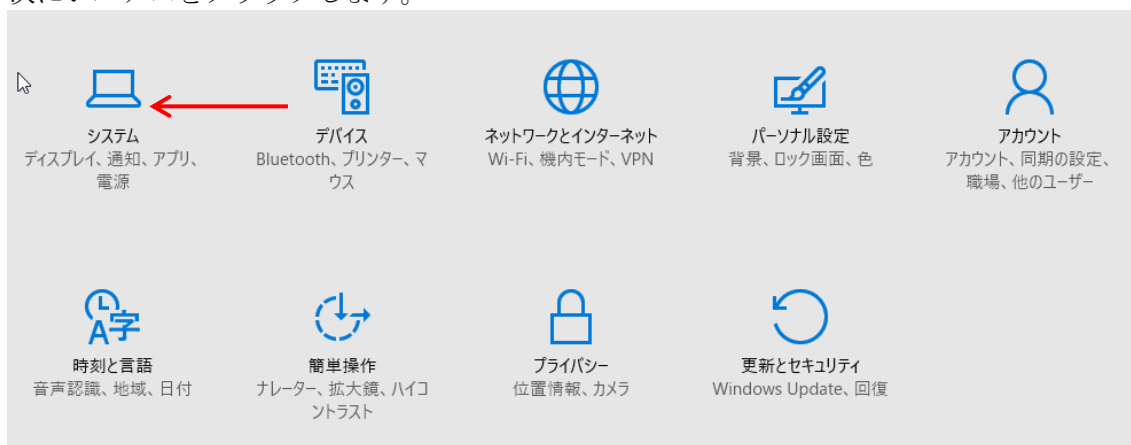 システム
デバイス
ネットワークとインターネット
パーソナル設定
アカウント
ディスプレイ、通知、アプリ、
電源
Bluetooth、プリンター、マ
ウス
Wi-Fi、機内モード、VPN
背景、ロック画面、色
アカウント、同期の設定、
職場、他のユーザー
時刻と言語
簡単操作
プライバシー
更新とセキュリティ
音声認識、地域、日付
ナレーター、拡大鏡、ハイコ
ントラスト
位置情報、カメラ
Windows Update、回復